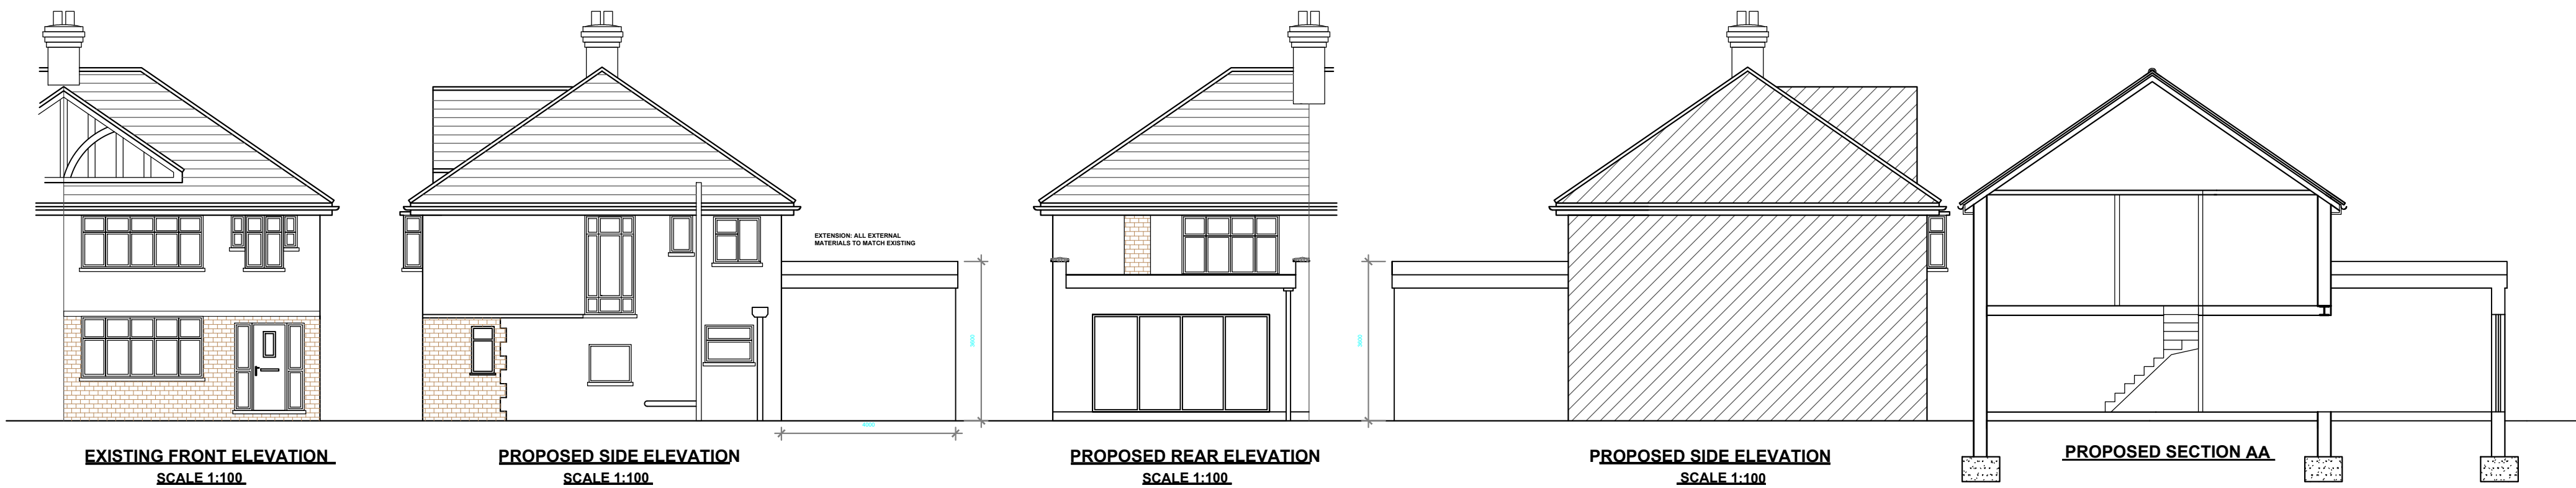 EXTENSION: ALL EXTERNAL
MATERIALS TO MATCH EXISTING
4000
EXISTING FRONT ELEVATION
SCALE 1:100
PROPOSED SIDE ELEVATION
SCALE 1:100
PROPOSED REAR ELEVATION
SCALE 1:100
PROPOSED SIDE ELEVATION
SCALE 1:100
PROPOSED SECTION AA